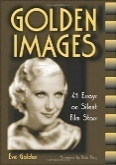 GOLDEN
IMAGES
41 Essays
on Silent
Film Stars
Eve Golden